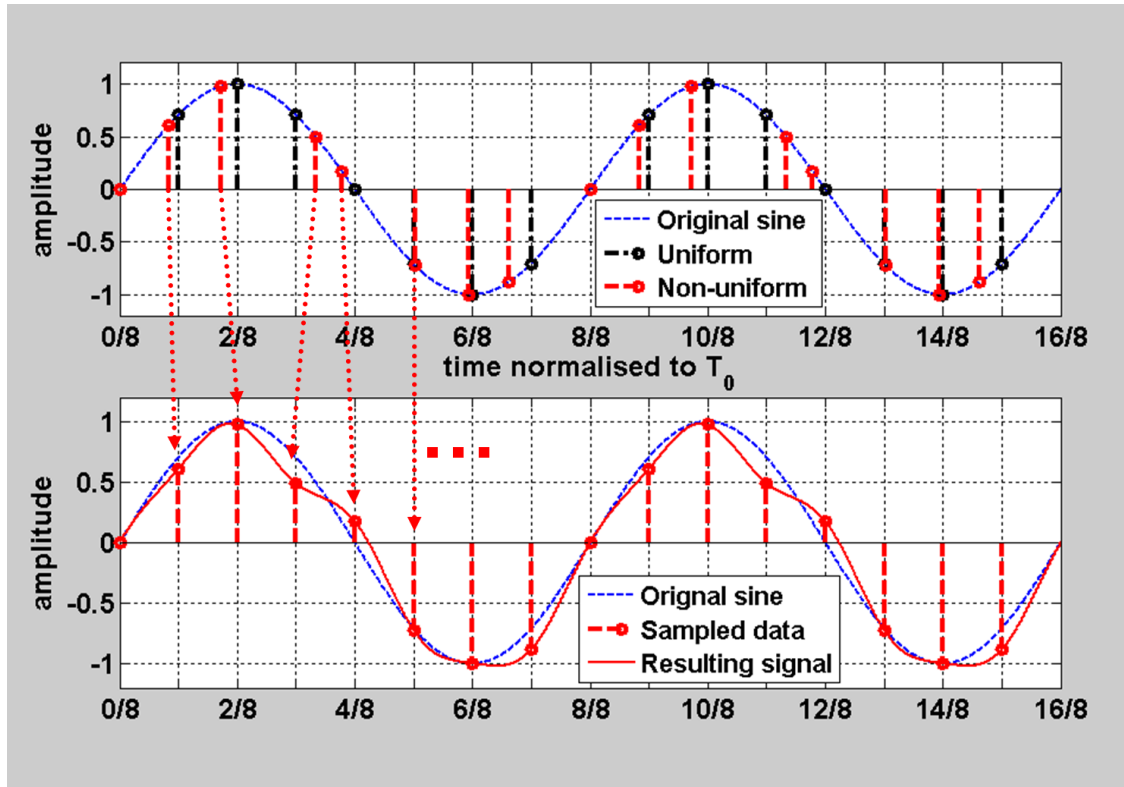 amplitude
1
0.5
0
-0.5
-1
Original sine
Uniform
Non-uniform
0/8 2/8 4/8 6/8 8/8 10/8 12/8 14/8 16/8
time normalised to T0
amplitude
1
0.5
0
-0.5
-1
Orignal sine
Sampled data
Resulting signal
0/8 2/8 4/8 6/8 8/8 10/8 12/8 14/8 16/8